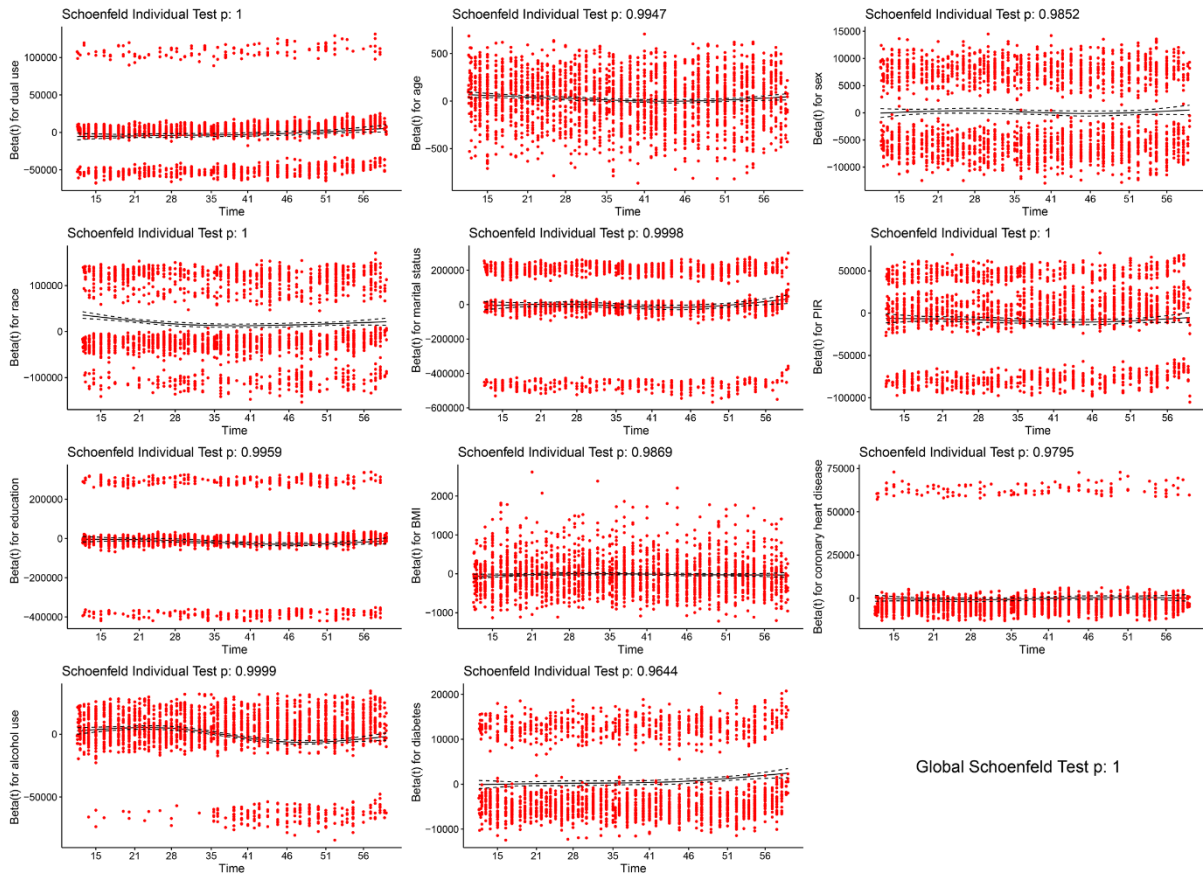 Schoenfeld Individual Test p: 1
Beta(t) for dual use
100000
50000
0
−50000
15 21 28 35 41 46 51 56
Time
Schoenfeld Individual Test p: 0.9947
Beta(t) for age
500
0
−500
15 21 28 35 41 46 51 56
Time
Schoenfeld Individual Test p: 0.9852
Beta(t) for sex
15000
10000
5000
0
−5000
−10000
15 21 28 35 41 46 51 56
Time
Schoenfeld Individual Test p: 1
Beta(t) for race
100000
0
−100000
15 21 28 35 41 46 51 56
Time
Schoenfeld Individual Test p: 0.9998
Beta(t) for marital status
200000
0
−200000
−400000
−600000
15 21 28 35 41 46 51 56
Time
Schoenfeld Individual Test p: 1
Beta(t) for PIR
50000
0
−50000
−100000
15 21 28 35 41 46 51 56
Time
Schoenfeld Individual Test p: 0.9959
Beta(t) for education
200000
0
−200000
−400000
15 21 28 35 41 46 51 56
Time
Schoenfeld Individual Test p: 0.9869
Beta(t) for BMI
2000
1000
0
−1000
15 21 28 35 41 46 51 56
Time
Schoenfeld Individual Test p: 0.9795
Beta(t) for coronary heart disease
75000
50000
25000
0
15 21 28 35 41 46 51 56
Time
Schoenfeld Individual Test p: 0.9999
Beta(t) for alcohol use
0
−50000
15 21 28 35 41 46 51 56
Time
Schoenfeld Individual Test p: 0.9644
Beta(t) for diabetes
20000
10000
0
−10000
15 21 28 35 41 46 51 56
Time
Global Schoenfeld Test p: 1